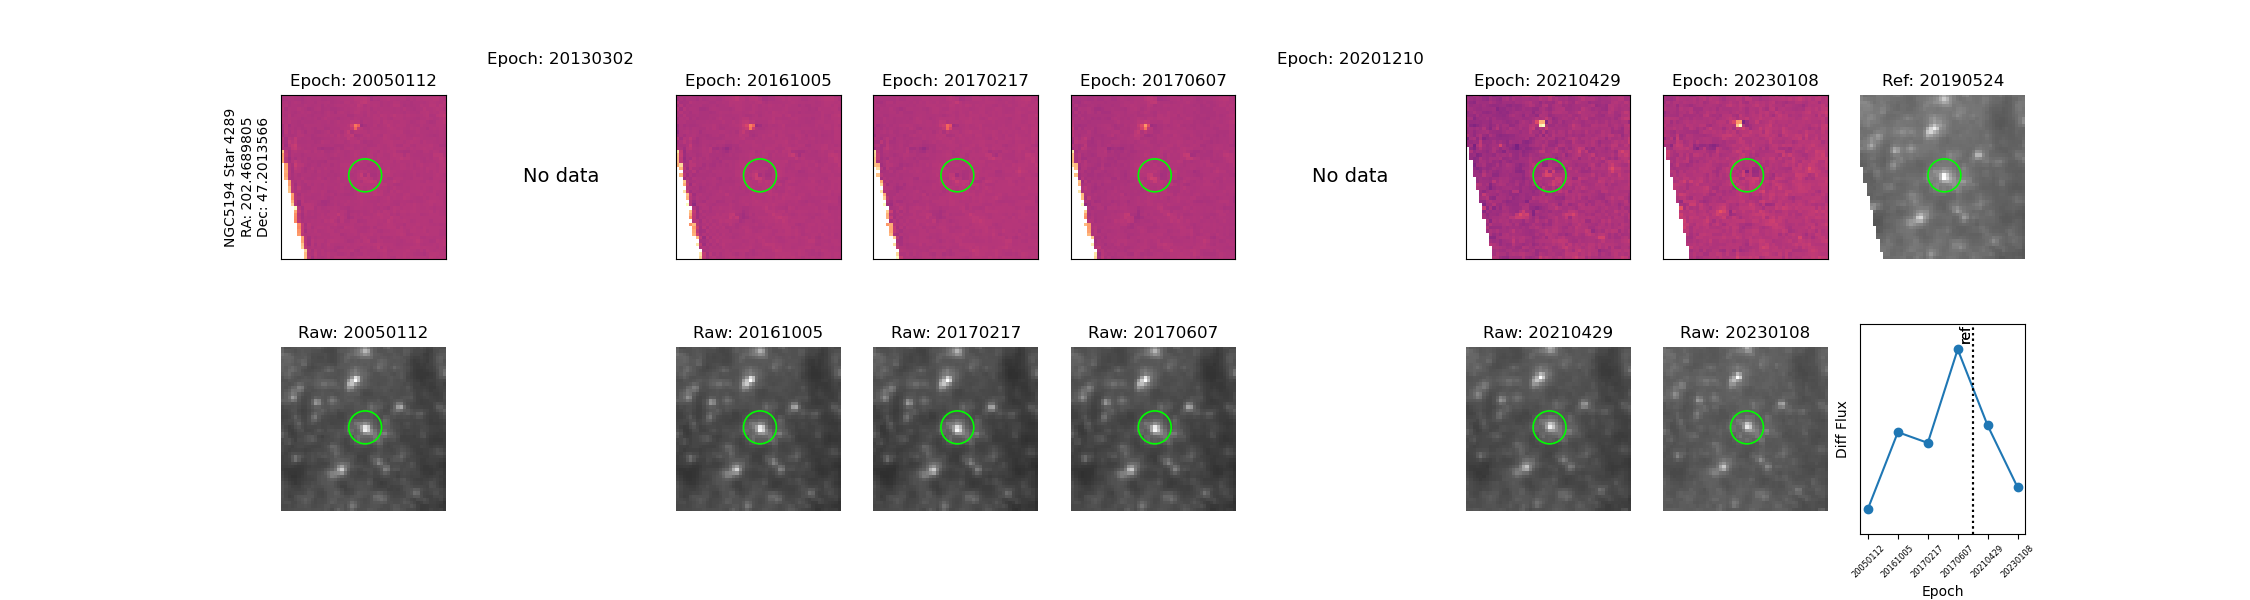 NGC5194 Star 4289
RA: 202.4689805
Dec: 47.2013566
Epoch: 20050112
Epoch: 20130302
No data
Epoch: 20161005
Epoch: 20170217
Epoch: 20170607
Epoch: 20201210
No data
Epoch: 20210429
Epoch: 20230108
Ref: 20190524
Raw: 20050112
Raw: 20161005
Raw: 20170217
Raw: 20170607
Raw: 20210429
Raw: 20230108
ref
Diff Flux
20050112
20161005
20170217
20170607
20210429
20230108
Epoch